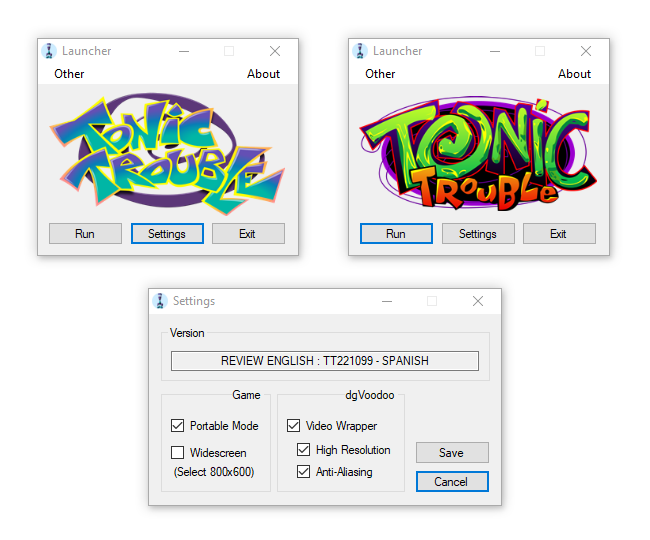 Launcher
Other About
TONIC
TROUBLE
Run Settings Exit
Launcher
Other About
TONIC
TROUBLE
Run Settings Exit
Settings
Version
REVIEW ENGLISH : TT221099 - SPANISH
Game
Portable Mode
Widescreen
(Select 800x600)
dgVoodoo
Video Wrapper
High Resolution
Anti-Aliasing
Save
Cancel